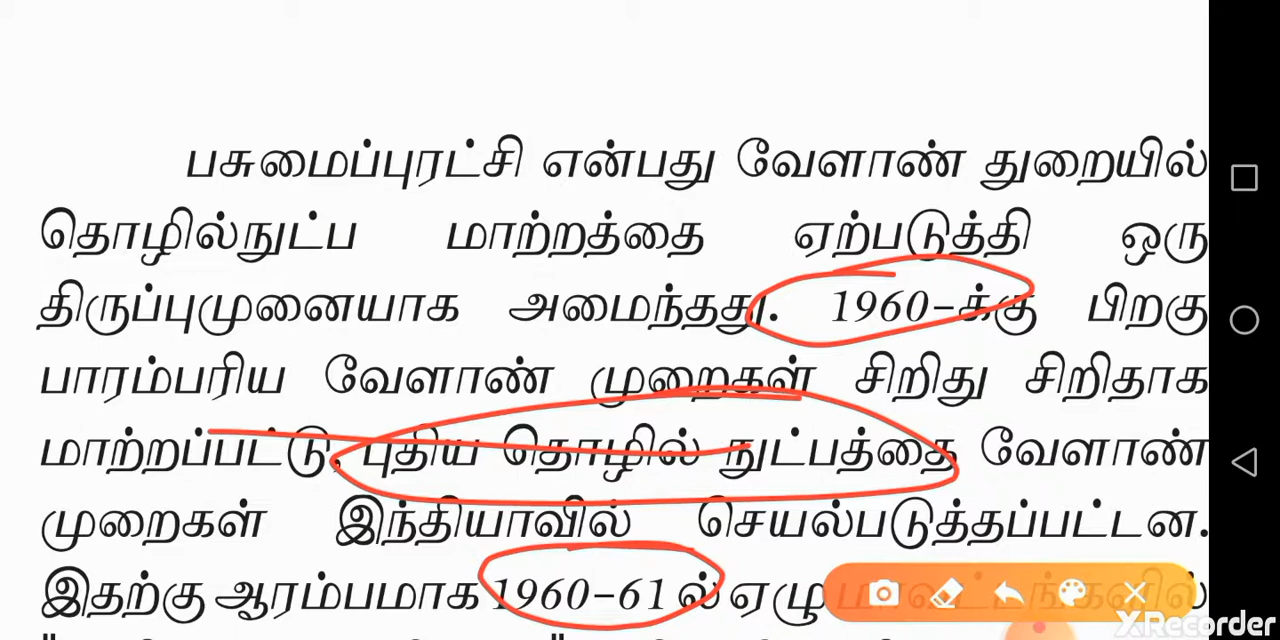 பசுமைப்புரட்சி என்பது வேளாண் துறையில்
தொழில்நுட்ப மாற்றத்தை ஏற்படுத்தி ஒரு
திருப்புமுனையாக அமைந்தது. 1960-க்கு பிறகு
பாரம்பரிய வேளாண் முறைகள் சிறிது சிறிதாக
மாற்றப்பட்டு, புதிய தொழில் நுட்பத்தை வேளாண்
முறைகள் இந்தியாவில் செயல்படுத்தப்பட்டன.
இதற்கு ஆரம்பமாக 1960-61ல் ஏழு
XRecorder